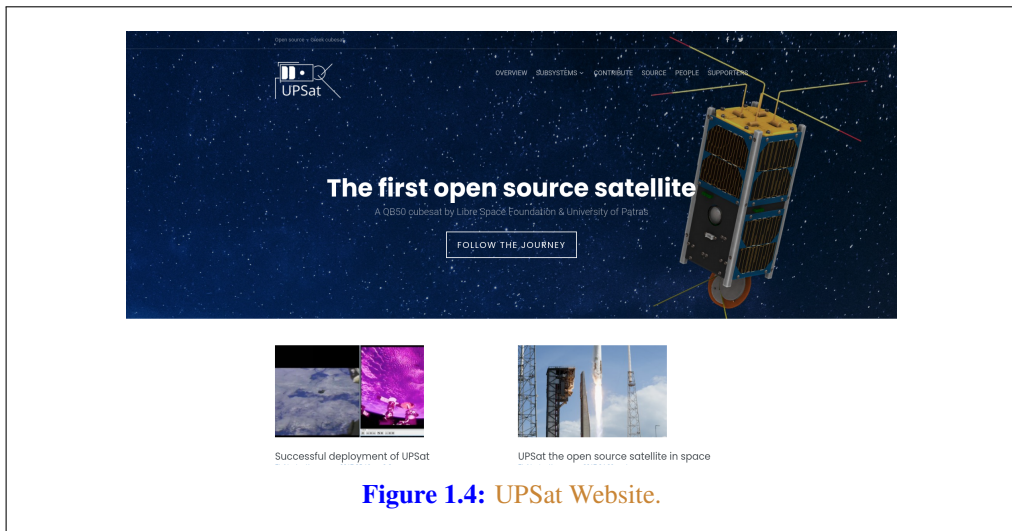 Open source + Greek cubesat
UPSat
OVERVIEW SUBSYSTEMS CONTRIBUTE SOURCE PEOPLE SUPPORTERS
The first open source satellite
A QB50 cubesat by Libre Space Foundation & University of Patras
FOLLOW THE JOURNEY
Successful deployment of UPSat
UPSat the open source satellite in space
Figure 1.4: UPSat Website.